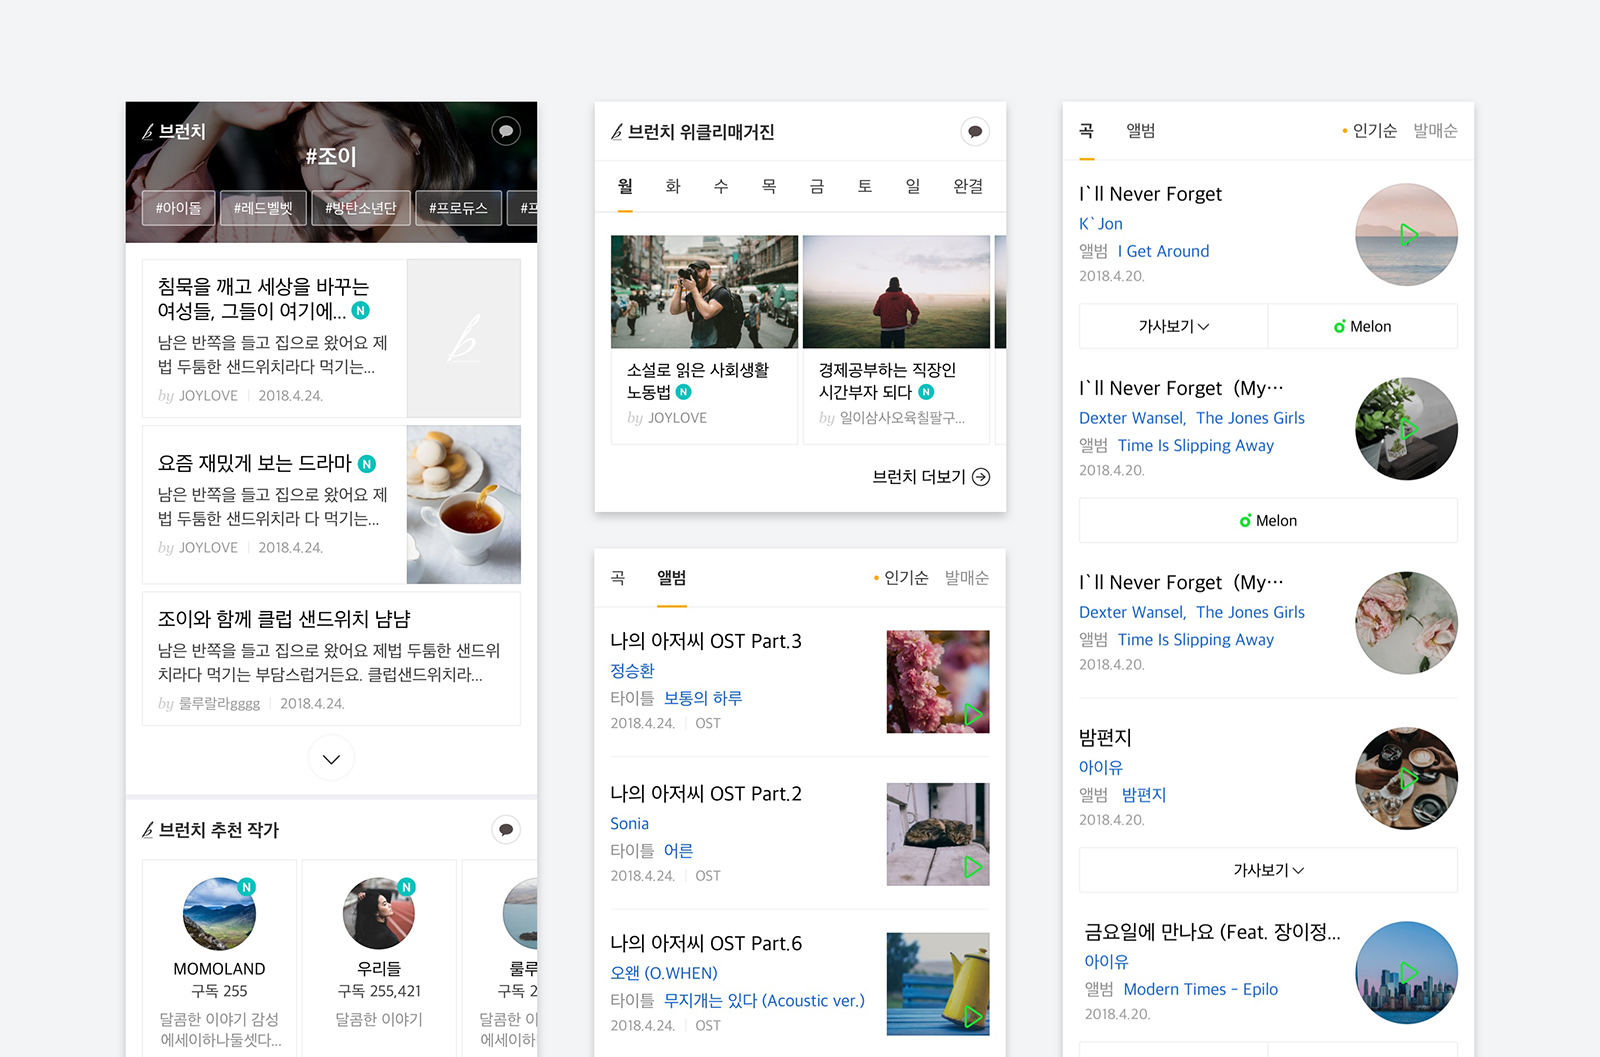 브런치
#조이
#아이돌 #레드벨벳 #방탄소년단 #프로듀스
침묵을 깨고 세상을 바꾸는
여성들, 그들이 여기에... N
남은 반쪽을 들고 집으로 왔어요 제
법 두툼한 샌드위치라다 먹기는...
by JOYLOVE 2018.4.24.
요즘 재밌게 보는 드라마 N
남은 반쪽을 들고 집으로 왔어요 제
법 두툼한 샌드위치라 다 먹기는...
by JOYLOVE 2018.4.24.
조이와 함께 클럽 샌드위치 냠냠
남은 반쪽을 들고 집으로 왔어요 제법 두툼한 샌드위
치라다 먹기는 부담스럽거든요. 클럽샌드위치라...
by 룰루랄라gggg 2018.4.24.
브런치 추천 작가
N
MOMOLAND
구독 255
달콤한 이야기 감성
에세이하나둘셋다...
N
우리들
구독 255,421
달콤한 이야기
룰루
구독 2
달콤한 이
에세이하
브런치 위클리매거진
월 화 수 목 금 토 일 완결
소설로 읽은 사회생활
노동법 N
by JOYLOVE
경제공부하는 직장인
시간부자 되다 N
by 일이삼사오육칠팔구...
브런치 더보기
곡 앨범 • 인기순 발매순
나의 아저씨 OST Part.3
정승환
타이틀 보통의 하루
2018.4.24. OST
나의 아저씨 OST Part.2
Sonia
타이틀 어른
2018.4.24. OST
나의 아저씨 OST Part.6
오왠 (O.WHEN)
타이틀 무지개는 있다 (Acoustic ver.)
2018.4.24. OST
곡 앨범 • 인기순 발매순
I`ll Never Forget
K`Jon
앨범 I Get Around
2018.4.20.
가사보기 Melon
I`ll Never Forget (My···
Dexter Wansel, The Jones Girls
앨범 Time Is Slipping Away
2018.4.20.
Melon
I`ll Never Forget (My···
Dexter Wansel, The Jones Girls
앨범 Time Is Slipping Away
2018.4.20.
밤편지
아이유
앨범 밤편지
2018.4.20.
가사보기
금요일에 만나요 (Feat. 장이정...
아이유
앨범 Modern Times - Epilo
2018.4.20.